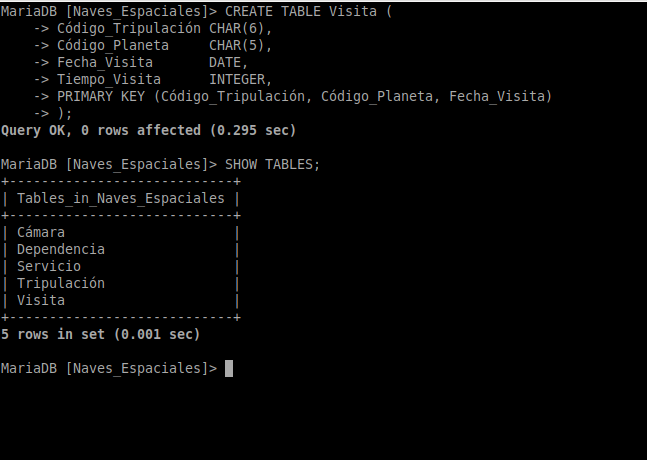 MariaDB [Naves_Espaciales]> CREATE TABLE Visita (
    -> Código_Tripulación CHAR(6),
    -> Código_Planeta     CHAR(5),
    -> Fecha_Visita       DATE,
    -> Tiempo_Visita      INTEGER,
    -> PRIMARY KEY (Código_Tripulación, Código_Planeta, Fecha_Visita)
    -> );
Query OK, 0 rows affected (0.295 sec)

MariaDB [Naves_Espaciales]> SHOW TABLES;
+----------------------------+
| Tables_in_Naves_Espaciales |
+----------------------------+
| Cámara                     |
| Dependencia                |
| Servicio                   |
| Tripulación                |
| Visita                     |
+----------------------------+
5 rows in set (0.001 sec)

MariaDB [Naves_Espaciales]>